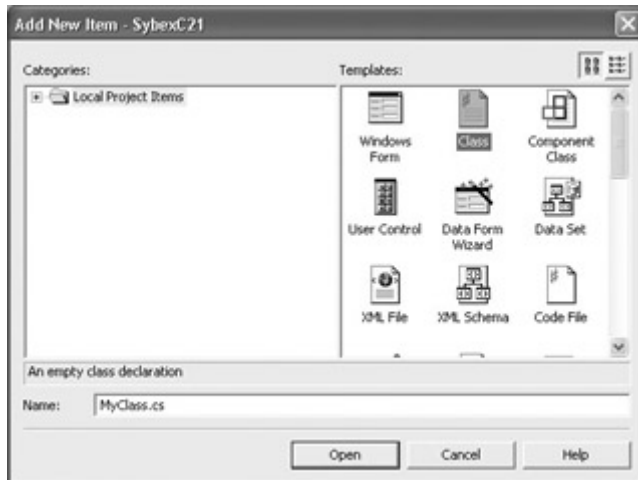 Add New Item - SybexC21
Categories:
Templates:
Local Project Items
Windows Form
Class
Component Class
User Control
Data Form Wizard
Data Set
XML File
XML Schema
Code File
An empty class declaration
Name:
MyClass.cs
Open
Cancel
Help